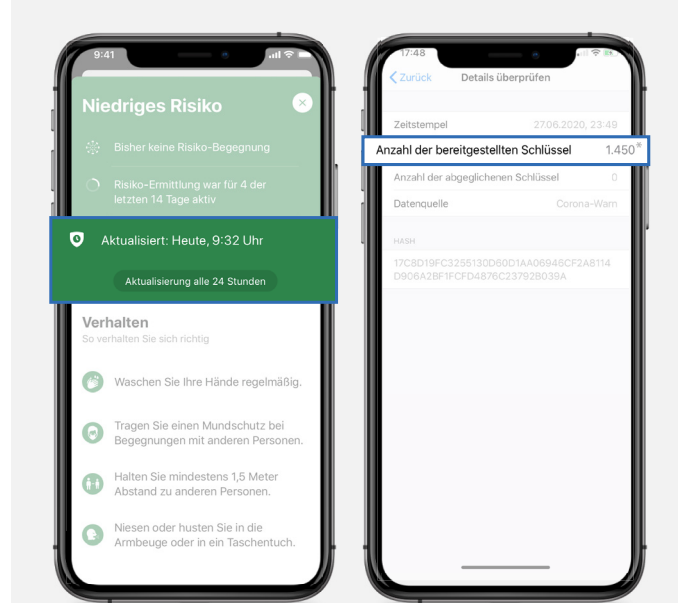 9:41
Niedriges Risiko
Bisher keine Risiko-Begegnung
Risiko-Ermittlung war für 4 der
letzten 14 Tage aktiv
Aktualisiert: Heute, 9:32 Uhr
Aktualisierung alle 24 Stunden
Verhalten
So verhalten Sie sich richtig
Waschen Sie Ihre Hände regelmäßig.
Tragen Sie einen Mundschutz bei
Begegnungen mit anderen Personen.
Halten Sie mindestens 1,5 Meter
Abstand zu anderen Personen.
Niesen oder husten Sie in die
Armbeuge oder in ein Taschentuch.
17:48
Zurück Details überprüfen
Zeitstempel 27.06.2020, 23:49
Anzahl der bereitgestellten Schlüssel 1.450*
Anzahl der abgeglichenen Schlüssel 0
Datenquelle Corona-Warn
HASH
17C8D19FC3255130D60D1AA06946CF2A8114
D906A2BF1FCFD4876C23792B039A